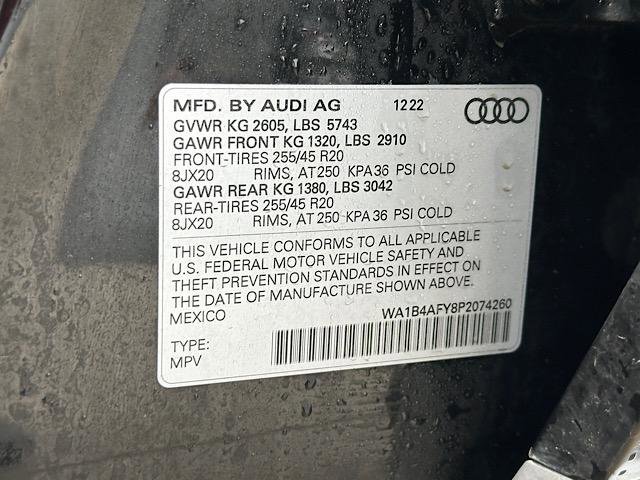 MFD. BY AUDI AG 12 22
GVWR KG 2605, LBS 5743
GAWR FRONT KG 1320, LBS 2910
FRONT-TIRES 255/45 R20
8JX20 RIMS, AT 250 KPA 36 PSI COLD
GAWR REAR KG 1380, LBS 3042
REAR-TIRES 255/45 R20
8JX20 RIMS, AT 250 KPA 36 PSI COLD
THIS VEHICLE CONFORMS TO ALL APPLICABLE
U.S. FEDERAL MOTOR VEHICLE SAFETY AND
THEFT PREVENTION STANDARDS IN EFFECT ON
THE DATE OF MANUFACTURE SHOWN ABOVE.
MEXICO WA1B4AFY8P2074260
TYPE:
MPV